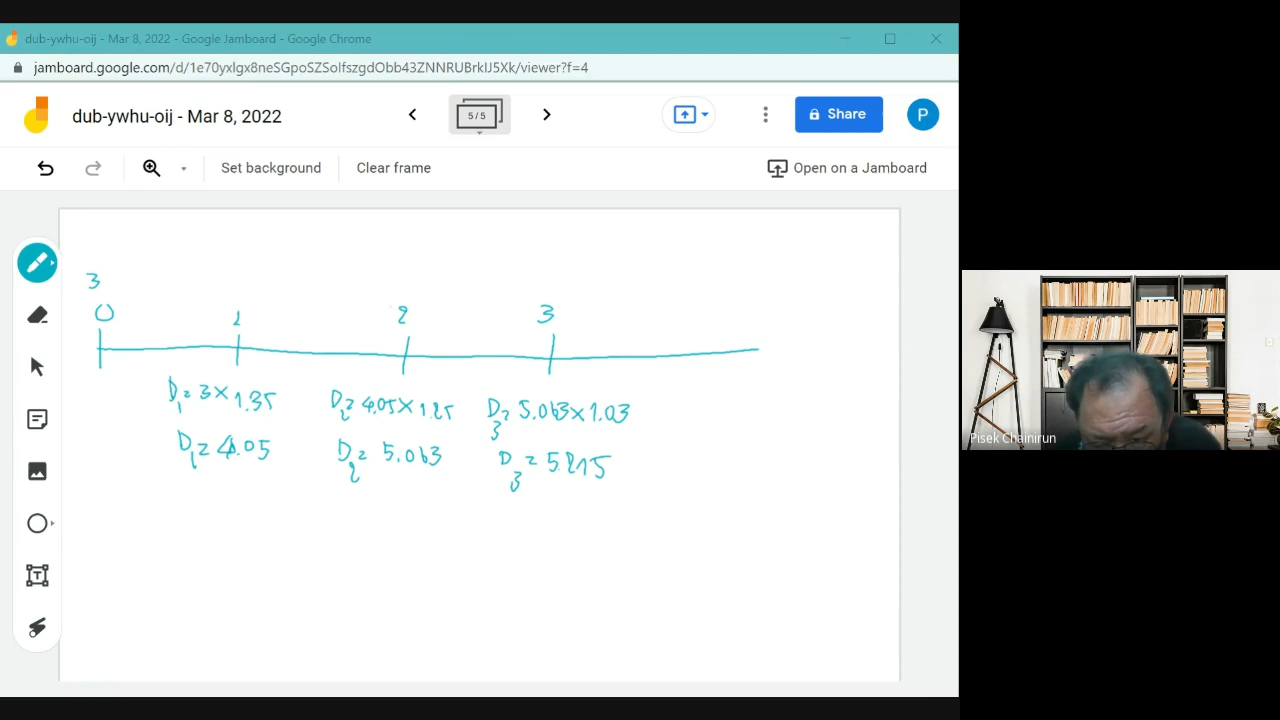 dub-ywhu-oij - Mar 8, 2022 - Google Jamboard - Google Chrome
jamboard.google.com/d/1e70yxlgx8neSGpoSZSolfszgdObb43ZNNRUBrklJ5Xk/viewer?f=4
dub-ywhu-oij - Mar 8, 2022
5 / 5
Share
P
Set background
Clear frame
Open on a Jamboard
3
0 1 2 3
D1 = 3 × 1.35
D2 = 4.05 × 1.25
D3 = 5.063 × 1.03
D1 = 4.05
D2 = 5.063
D3 = 5.215
Pisek Chainirun